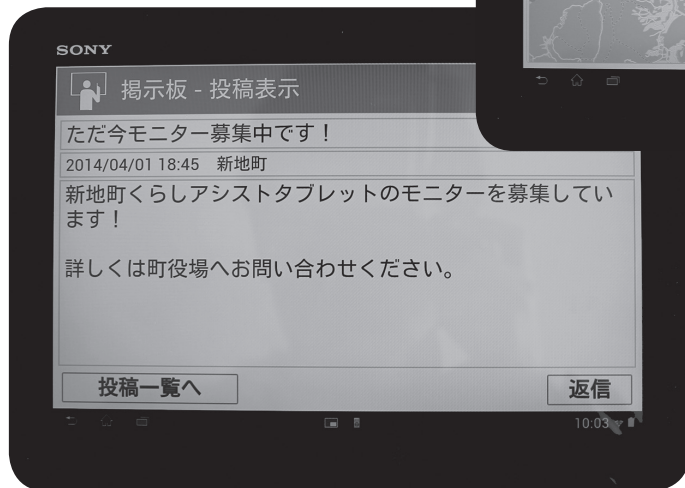 SONY
掲示板 - 投稿表示
ただ今モニター募集中です！
2014/04/01 18:45 新地町
新地町くらしアシストタブレットのモニターを募集してい
ます！
詳しくは町役場へお問い合わせください。
投稿一覧へ
返信
10:03